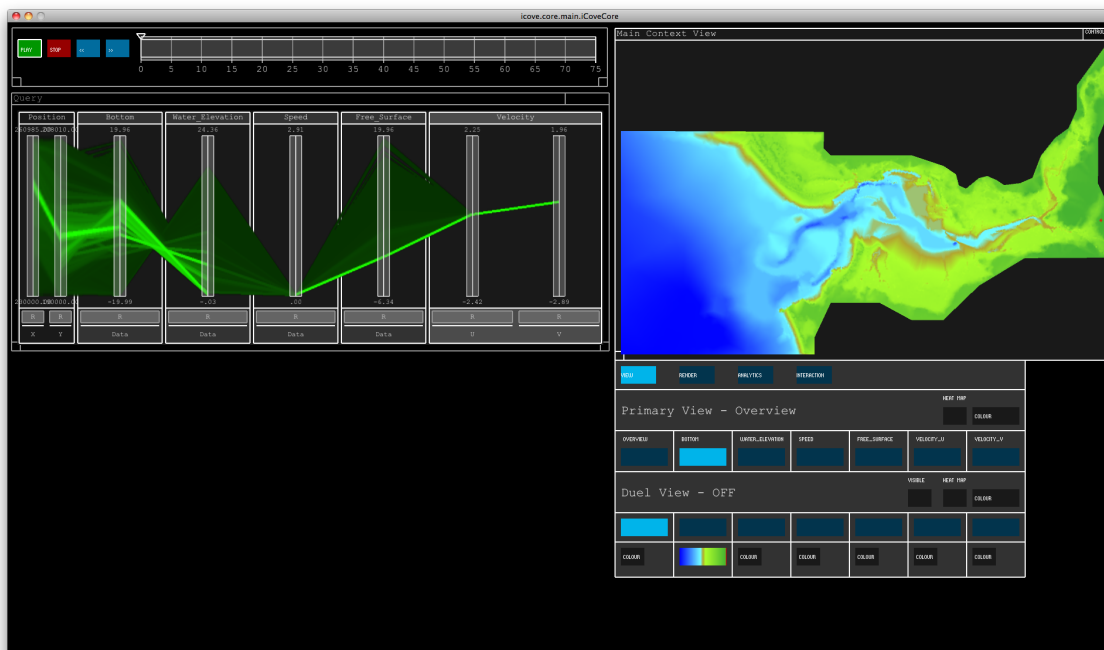 icove.core.main.iCoveCore
PLAY STOP << >>
0 5 10 15 20 25 30 35 40 45 50 55 60 65 70 75
Query
Position Bottom Water_Elevation Speed Free_Surface Velocity
19.96 24.36 2.91 19.96 2.25 1.96
-19.99 -.03 .00 -6.34 -2.42 -2.89
R R R R R R R R
X Y Data Data Data Data U V
Main Context View
VIEW RENDER ANALYTICS INTERACTION
HEAT MAP
Primary View - Overview COLOUR
OVERVIEW BOTTOM WATER_ELEVATION SPEED FREE_SURFACE VELOCITY_U VELOCITY_V
VISIBLE HEAT MAP
Duel View - OFF COLOUR
COLOUR COLOUR COLOUR COLOUR COLOUR COLOUR